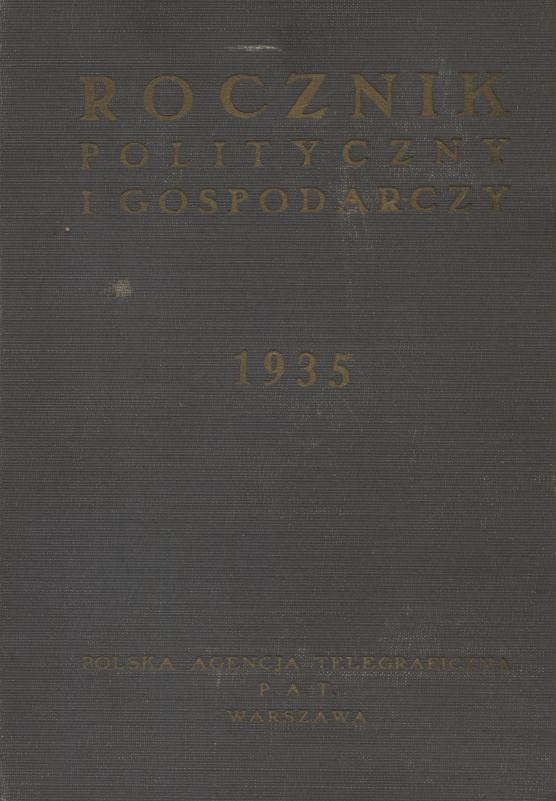 ROCZNIK
POLITYCZNY
I GOSPODARCZY
1935
POLSKA AGENCJA TELEGRAFICZNA
P A T.
WARSZAWA